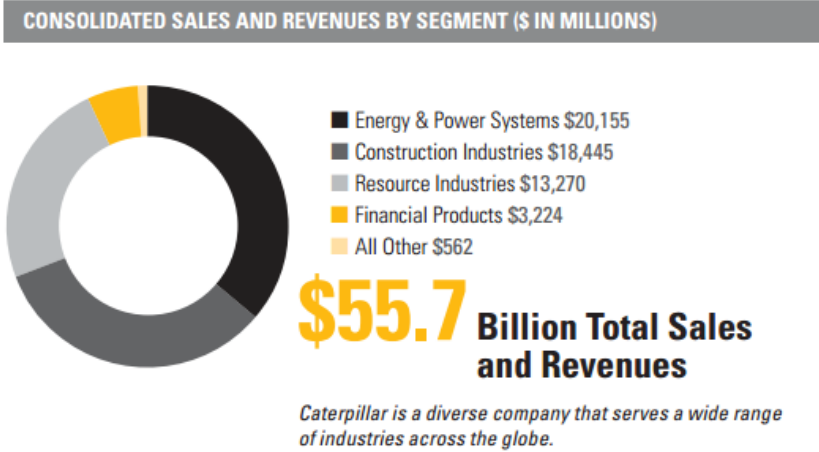 CONSOLIDATED SALES AND REVENUES BY SEGMENT ($ IN MILLIONS)
Energy & Power Systems $20,155
Construction Industries $18,445
Resource Industries $13,270
Financial Products $3,224
All Other $562
$55.7 Billion Total Sales
and Revenues
Caterpillar is a diverse company that serves a wide range
of industries across the globe.